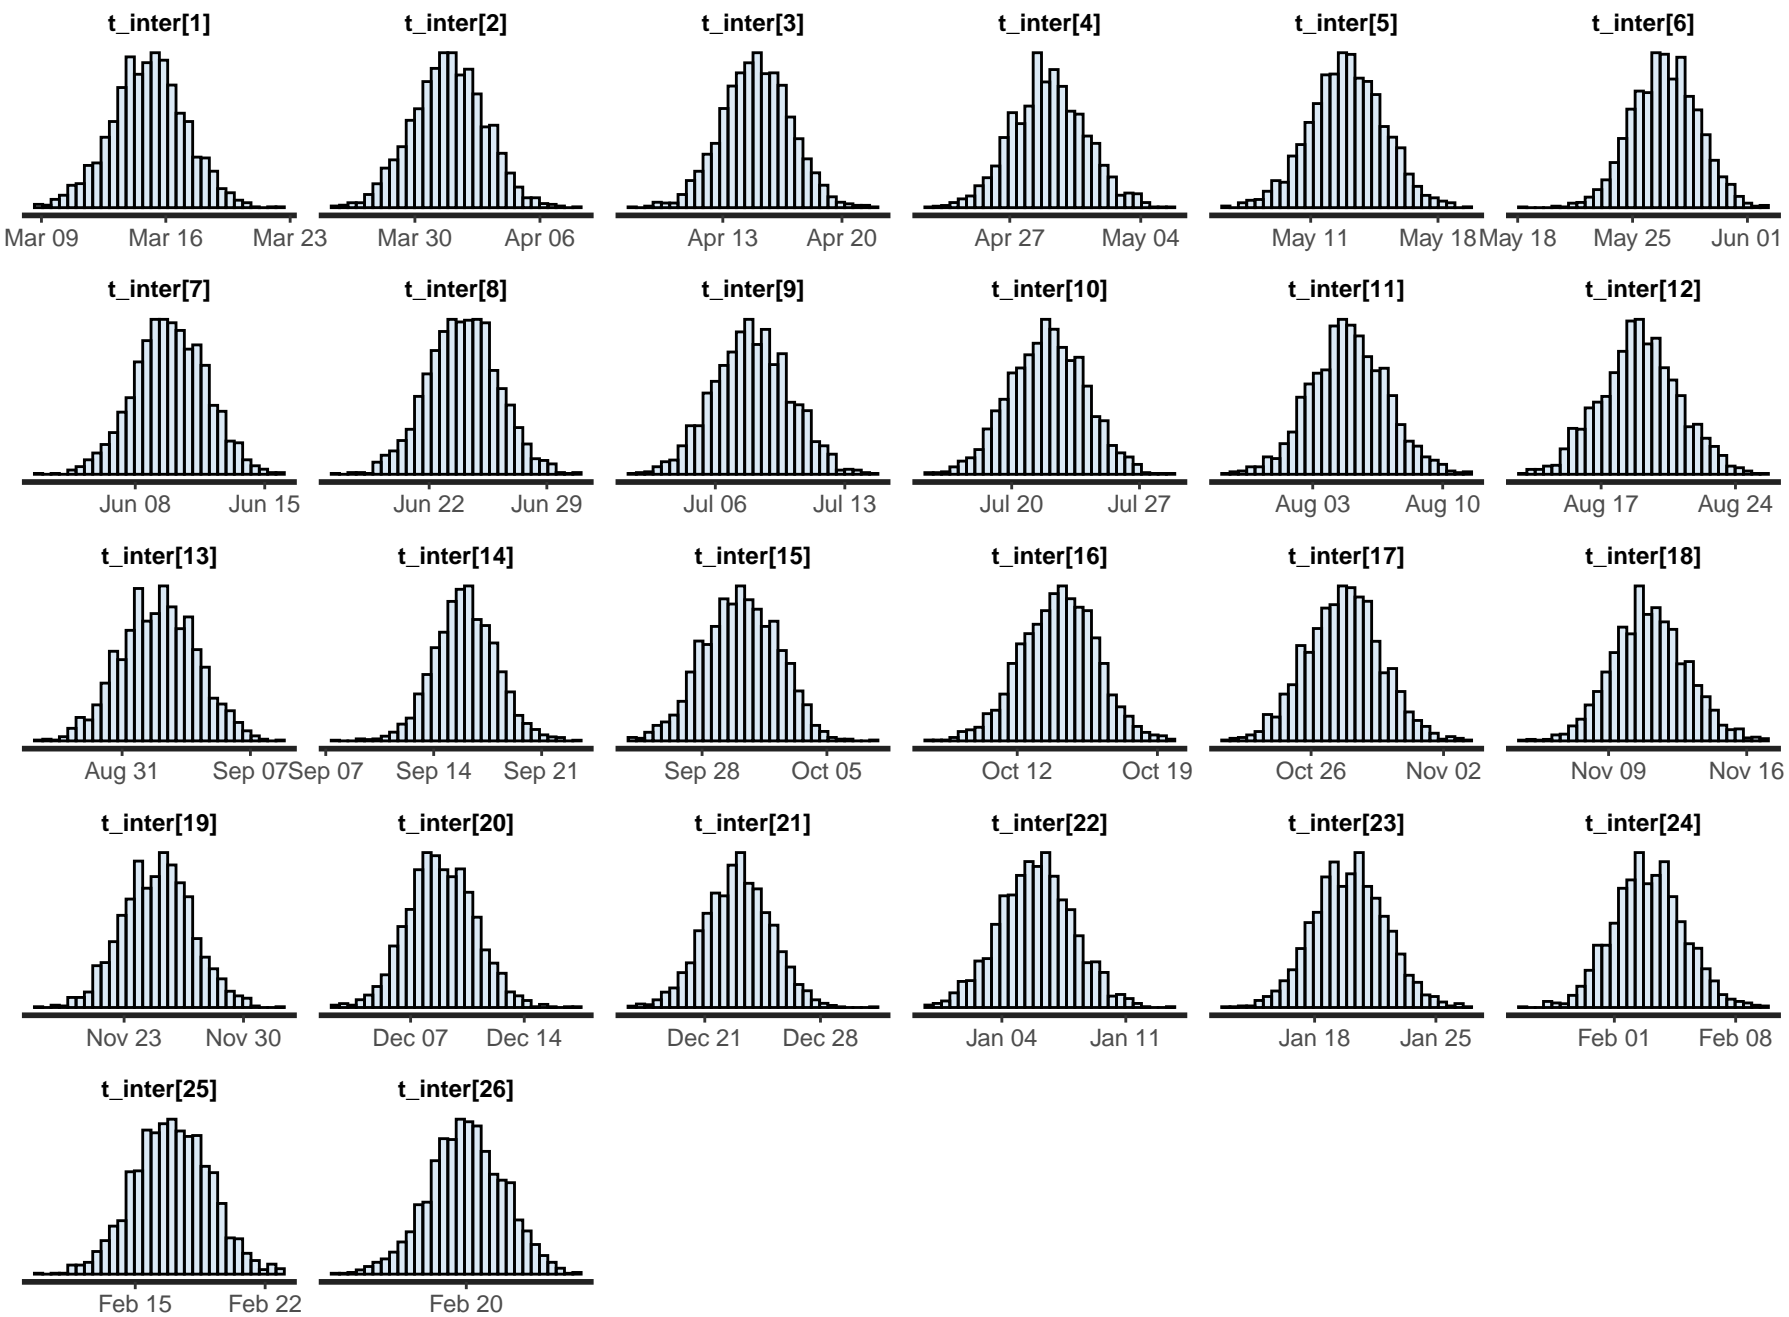 t_inter[1] t_inter[2] t_inter[3] t_inter[4] t_inter[5] t_inter[6]
Mar 09 Mar 16 Mar 23 Mar 30 Apr 06 Apr 13 Apr 20 Apr 27 May 04 May 11 May 18 May 18 May 25 Jun 01
t_inter[7] t_inter[8] t_inter[9] t_inter[10] t_inter[11] t_inter[12]
Jun 08 Jun 15 Jun 22 Jun 29 Jul 06 Jul 13 Jul 20 Jul 27 Aug 03 Aug 10 Aug 17 Aug 24
t_inter[13] t_inter[14] t_inter[15] t_inter[16] t_inter[17] t_inter[18]
Aug 31 Sep 07 Sep 07 Sep 14 Sep 21 Sep 28 Oct 05 Oct 12 Oct 19 Oct 26 Nov 02 Nov 09 Nov 16
t_inter[19] t_inter[20] t_inter[21] t_inter[22] t_inter[23] t_inter[24]
Nov 23 Nov 30 Dec 07 Dec 14 Dec 21 Dec 28 Jan 04 Jan 11 Jan 18 Jan 25 Feb 01 Feb 08
t_inter[25] t_inter[26]
Feb 15 Feb 22 Feb 20